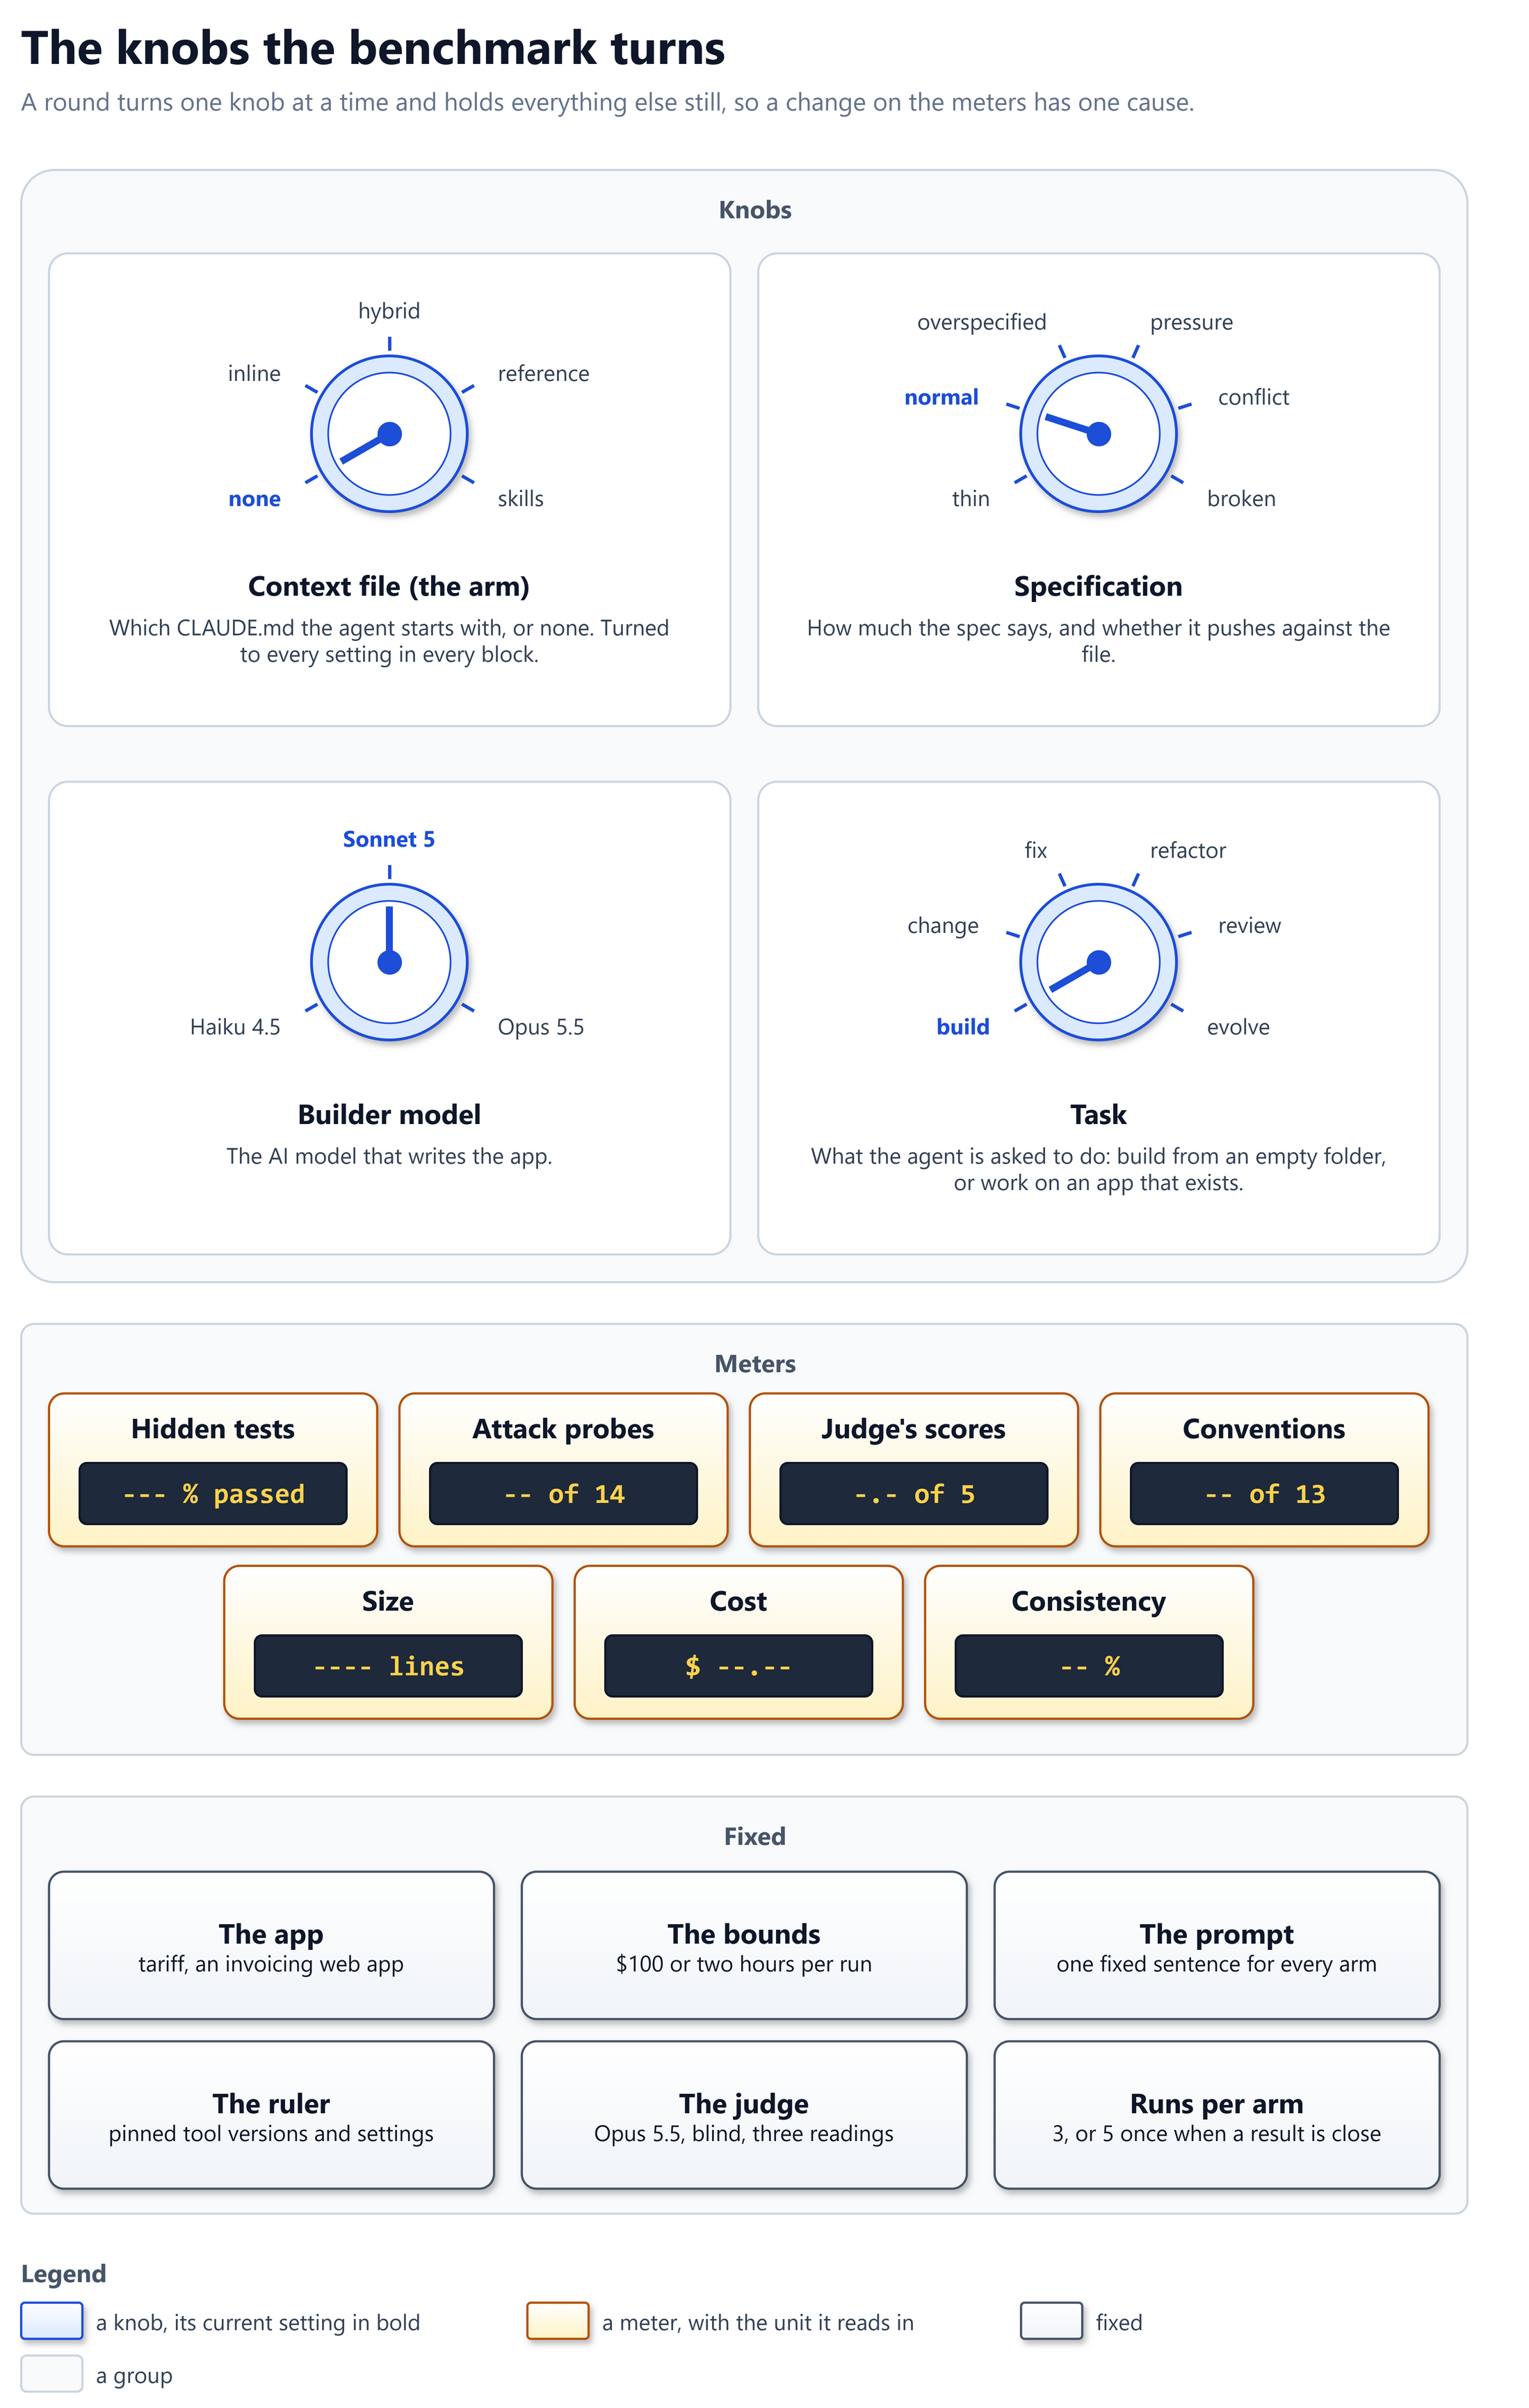 The knobs the benchmark turns
A round turns one knob at a time and holds everything else still, so a change on the meters has one cause.
Knobs
hybrid
inline
reference
none
skills
Context file (the arm)
Which CLAUDE.md the agent starts with, or none. Turned
to every setting in every block.
overspecified
pressure
normal
conflict
thin
broken
Specification
How much the spec says, and whether it pushes against the
file.
Sonnet 5
Haiku 4.5
Opus 5.5
Builder model
The AI model that writes the app.
fix
refactor
change
review
build
evolve
Task
What the agent is asked to do: build from an empty folder,
or work on an app that exists.
Meters
Hidden tests
--- % passed
Attack probes
-- of 14
Judge's scores
-.- of 5
Conventions
-- of 13
Size
---- lines
Cost
$ --.--
Consistency
-- %
Fixed
The app
tariff, an invoicing web app
The bounds
$100 or two hours per run
The prompt
one fixed sentence for every arm
The ruler
pinned tool versions and settings
The judge
Opus 5.5, blind, three readings
Runs per arm
3, or 5 once when a result is close
Legend
a knob, its current setting in bold
a meter, with the unit it reads in
fixed
a group